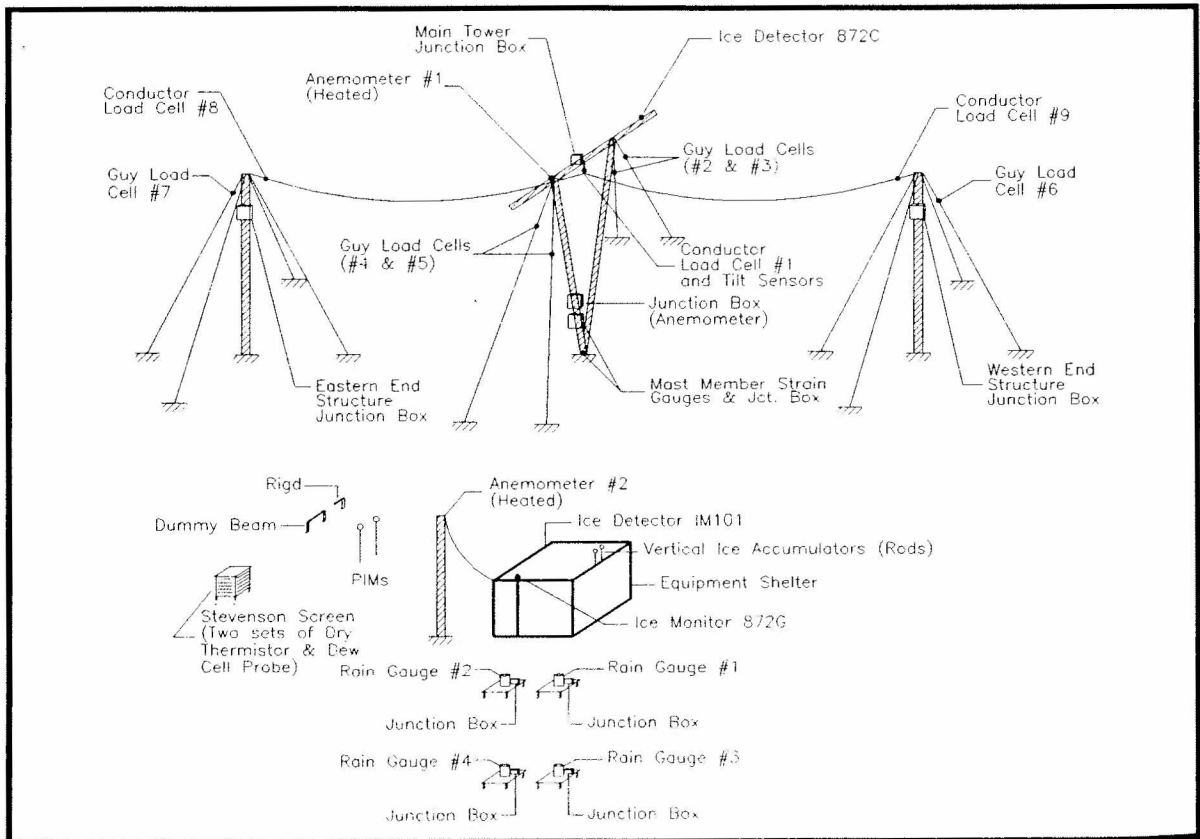 Main Tower
Junction Box
Ice Detector 872C
Anemometer #1
(Heated)
Conductor
Load Cell #8
Conductor
Load Cell #9
Guy Load
Cell #7
Guy Load Cells
(#2 & #3)
Guy Load
Cell #6
Guy Load Cells
(#4 & #5)
Conductor
Load Cell #1
and Tilt Sensors
Junction Box
(Anemometer)
Eastern End
Structure
Junction Box
Mast Member Strain
Gauges & Jct. Box
Western End
Structure
Junction Box
Rigd
Dummy Beam
PIMs
Anemometer #2
(Heated)
Ice Detector IM101
Vertical Ice Accumulators (Rods)
Equipment Shelter
Ice Monitor 872G
Stevenson Screen
(Two sets of Dry
Thermistor & Dew
Cell Probe)
Rain Gauge #2
Rain Gauge #1
Junction Box
Junction Box
Rain Gauge #4
Rain Gauge #3
Junction Box
Junction Box